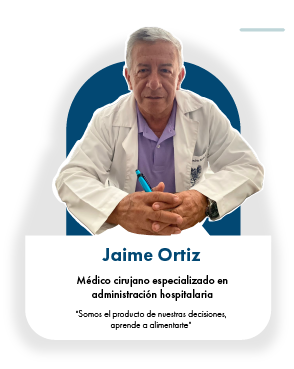 Jaime Ortiz
Médico cirujano especializado en
administración hospitalaria
"Somos el producto de nuestras decisiones,
aprende a alimentarte"